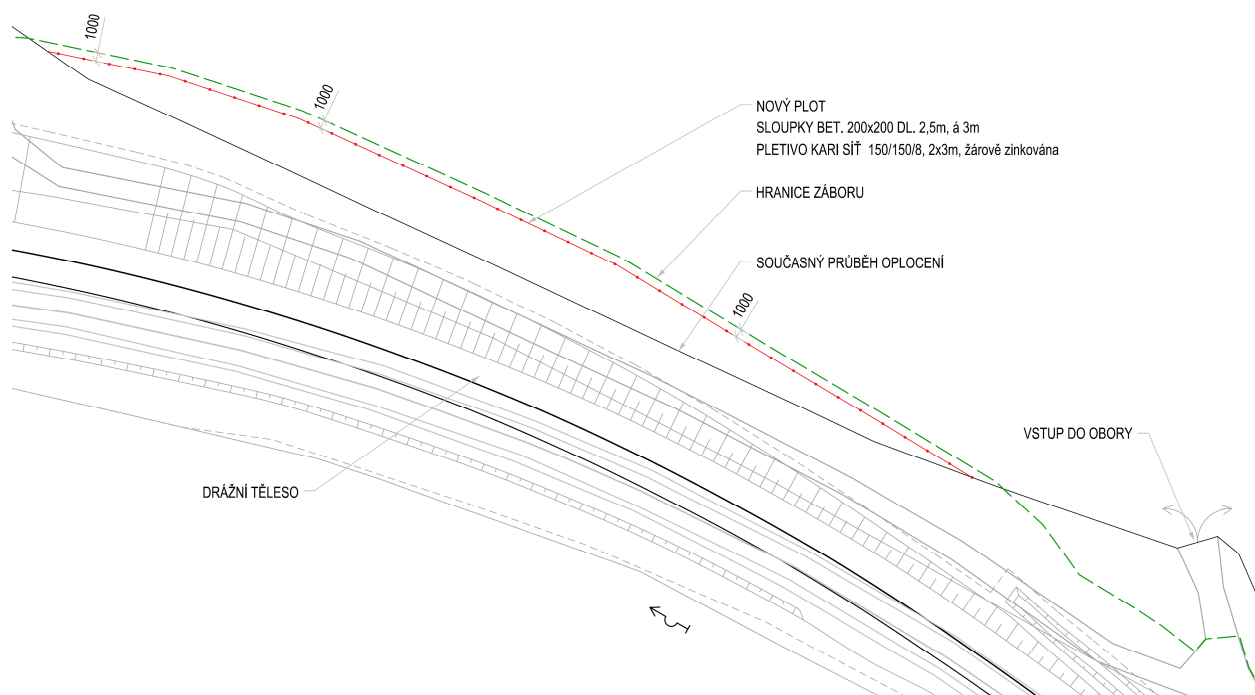 1000
1000
NOVÝ PLOT
SLOUPKY BET. 200x200 DL. 2,5m, á 3m
PLETIVO KARI SÍŤ 150/150/8, 2x3m, žárově zinkována
HRANICE ZÁBORU
SOUČASNÝ PRŮBĚH OPLOCENÍ
1000
VSTUP DO OBORY
DRÁŽNÍ TĚLESO